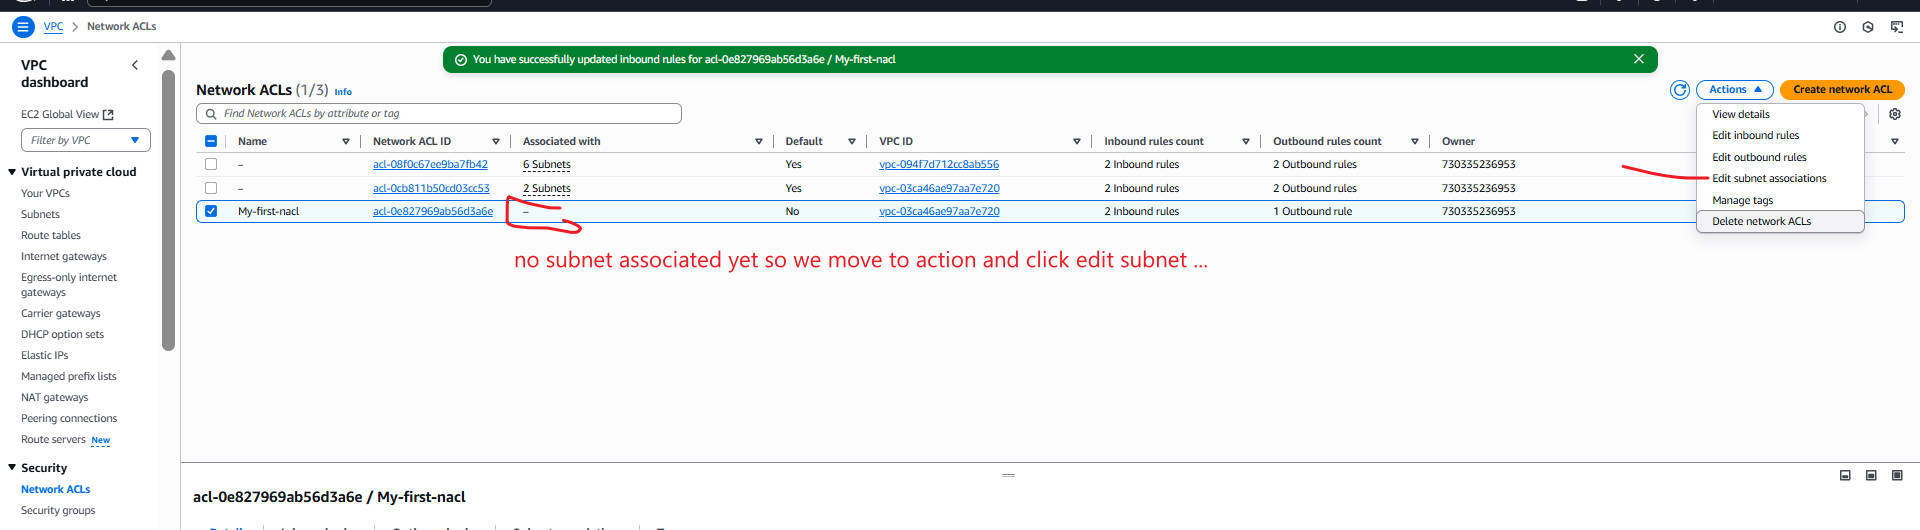 VPC > Network ACLs
VPC dashboard
EC2 Global View
Filter by VPC
Virtual private cloud
Your VPCs
Subnets
Route tables
Internet gateways
Egress-only internet
gateways
Carrier gateways
DHCP option sets
Elastic IPs
Managed prefix lists
NAT gateways
Peering connections
Route servers New
Security
Network ACLs
Security groups
You have successfully updated inbound rules for acl-0e827969ab56d3a6e / My-first-nacl
Network ACLs (1/3) Info
Actions
Create network ACL
Find Network ACLs by attribute or tag
View details
Edit inbound rules
Edit outbound rules
Edit subnet associations
Manage tags
Delete network ACLs
Name Network ACL ID Associated with Default VPC ID Inbound rules count Outbound rules count Owner
– acl-08f0c67ee9ba7fb42 6 Subnets Yes vpc-094f7d712cc8ab556 2 Inbound rules 2 Outbound rules 730335236953
– acl-0cb811b50cd03cc53 2 Subnets Yes vpc-03ca46ae97aa7e720 2 Inbound rules 2 Outbound rules 730335236953
My-first-nacl acl-0e827969ab56d3a6e – No vpc-03ca46ae97aa7e720 2 Inbound rules 1 Outbound rule 730335236953
no subnet associated yet so we move to action and click edit subnet ...
acl-0e827969ab56d3a6e / My-first-nacl